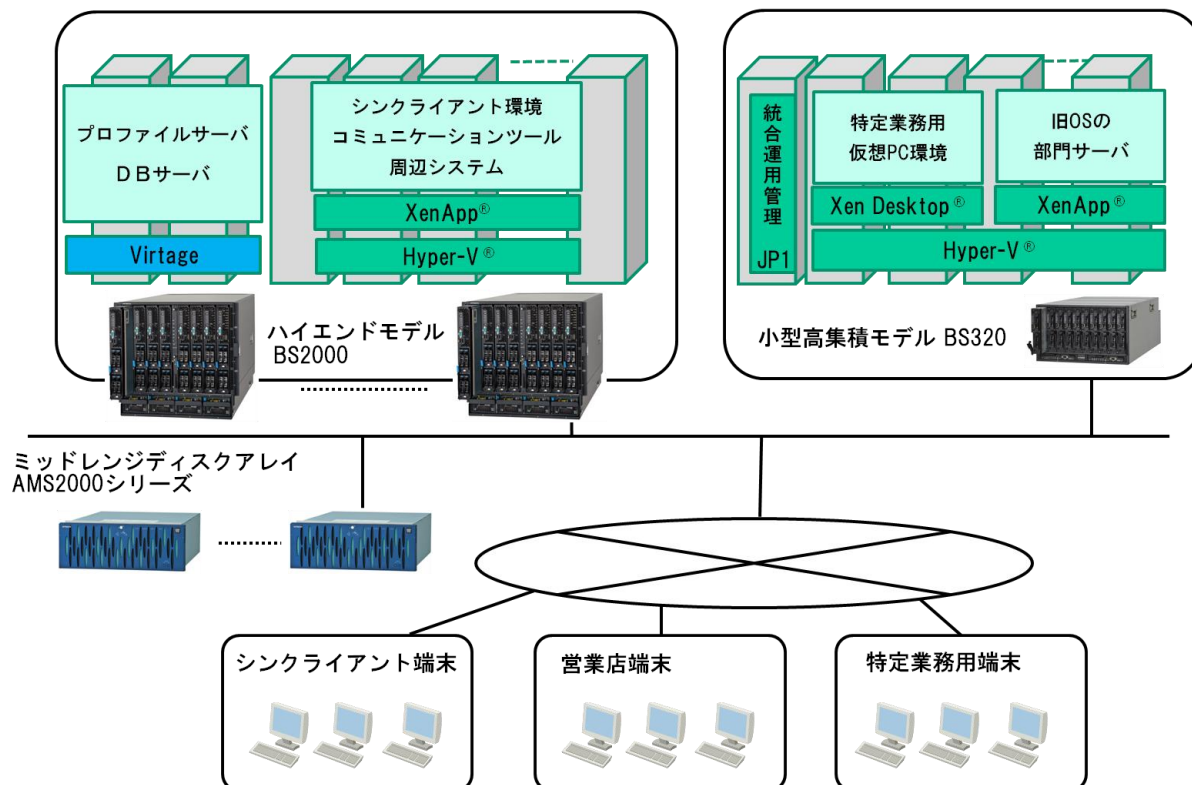 プロファイルサーバ
ＤＢサーバ
Virtage
シンクライアント環境
コミュニケーションツール
周辺システム
XenApp®
Hyper-V®
ハイエンドモデル
BS2000
統合運用管理
JP1
特定業務用
仮想PC環境
Xen Desktop®
旧OSの
部門サーバ
XenApp®
Hyper-V®
小型高集積モデル BS320
ミッドレンジディスクアレイ
AMS2000シリーズ
シンクライアント端末
営業店端末
特定業務用端末